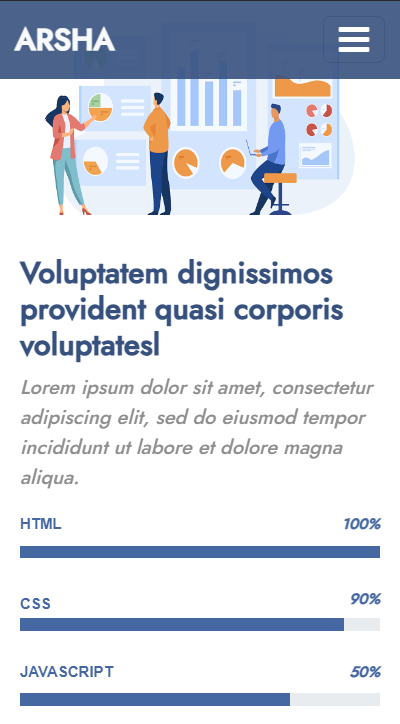 ARSHA
Voluptatem dignissimos
provident quasi corporis
voluptatesl
Lorem ipsum dolor sit amet, consectetur
adipiscing elit, sed do eiusmod tempor
incididunt ut labore et dolore magna
aliqua.
HTML 100%
CSS 90%
JAVASCRIPT 50%